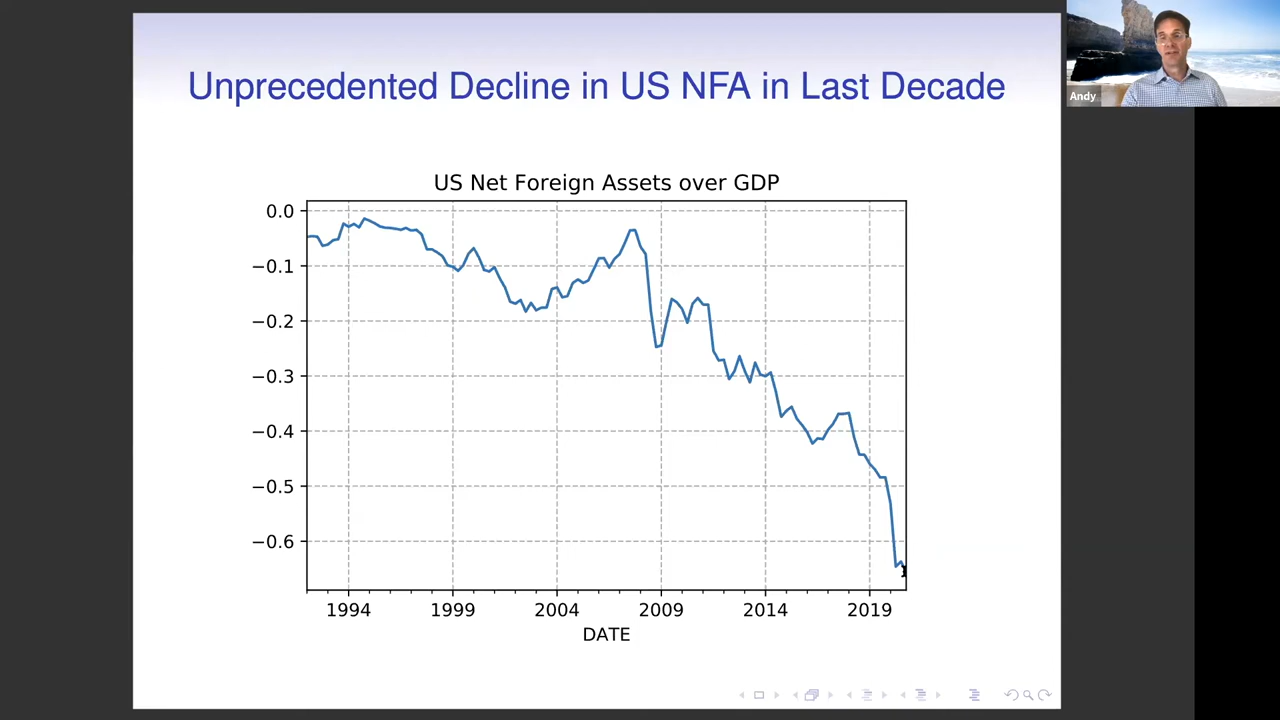 Unprecedented Decline in US NFA in Last Decade
Andy
US Net Foreign Assets over GDP
0.0
−0.1
−0.2
−0.3
−0.4
−0.5
−0.6
1994 1999 2004 2009 2014 2019
DATE